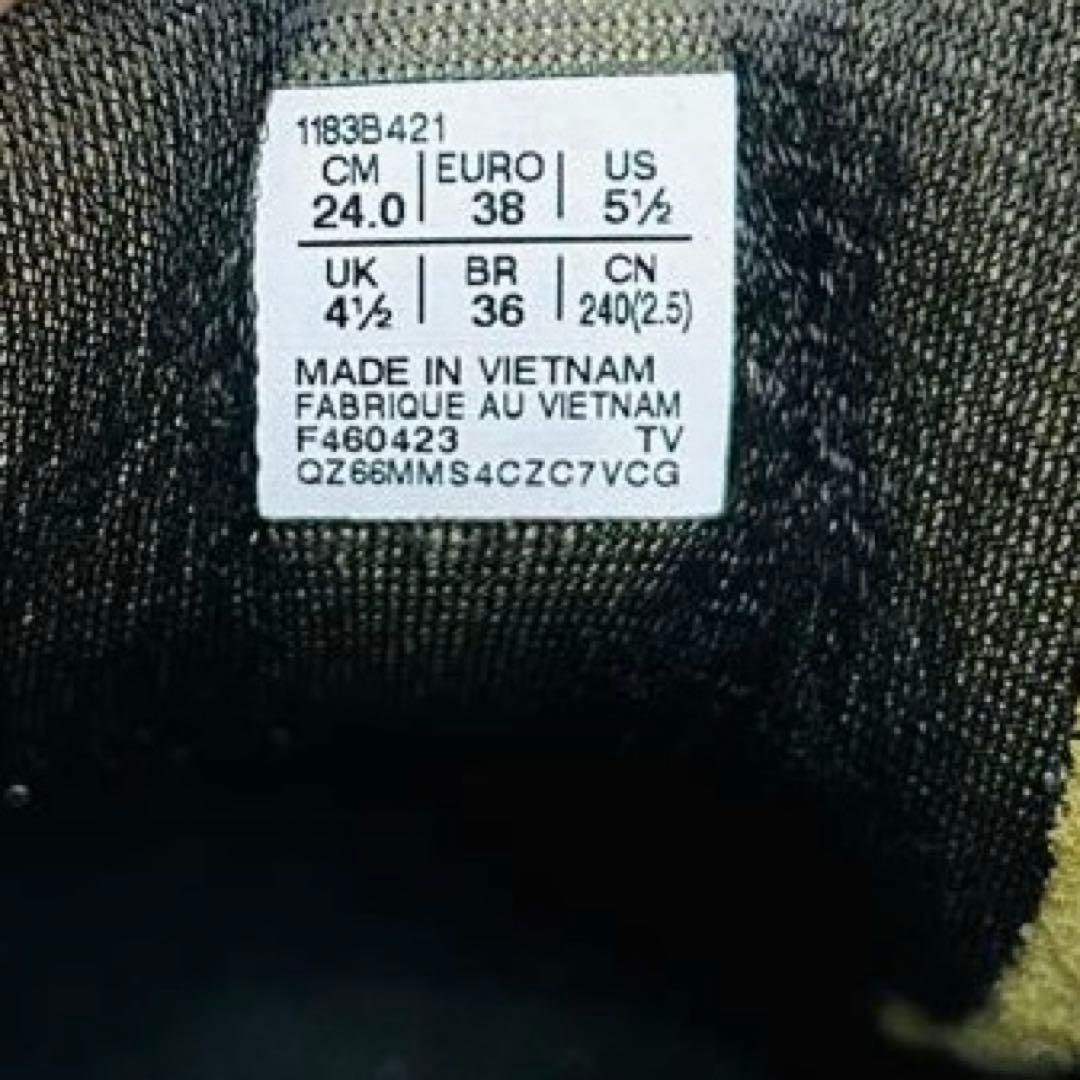 1183B421
CM | EURO | US
24.0 | 38 | 5½
UK | BR | CN
4½ | 36 | 240(2.5)
MADE IN VIETNAM
FABRIQUE AU VIETNAM
F460423 TV
QZ66MMS4CZC7VCG